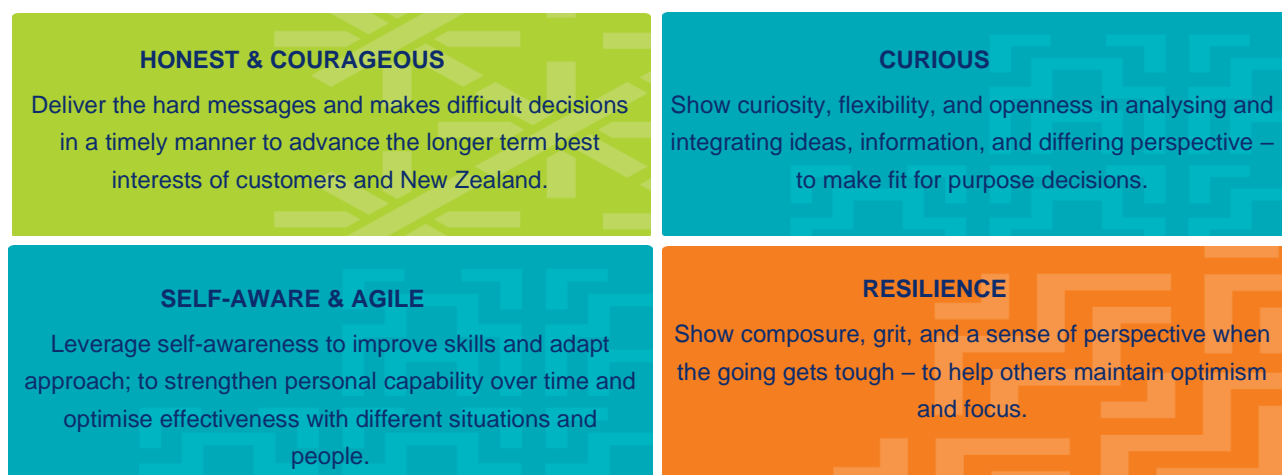 HONEST & COURAGEOUS
Deliver the hard messages and makes difficult decisions
in a timely manner to advance the longer term best
interests of customers and New Zealand.
CURIOUS
Show curiosity, flexibility, and openness in analysing and
integrating ideas, information, and differing perspective –
to make fit for purpose decisions.
SELF-AWARE & AGILE
Leverage self-awareness to improve skills and adapt
approach; to strengthen personal capability over time and
optimise effectiveness with different situations and
people.
RESILIENCE
Show composure, grit, and a sense of perspective when
the going gets tough – to help others maintain optimism
and focus.